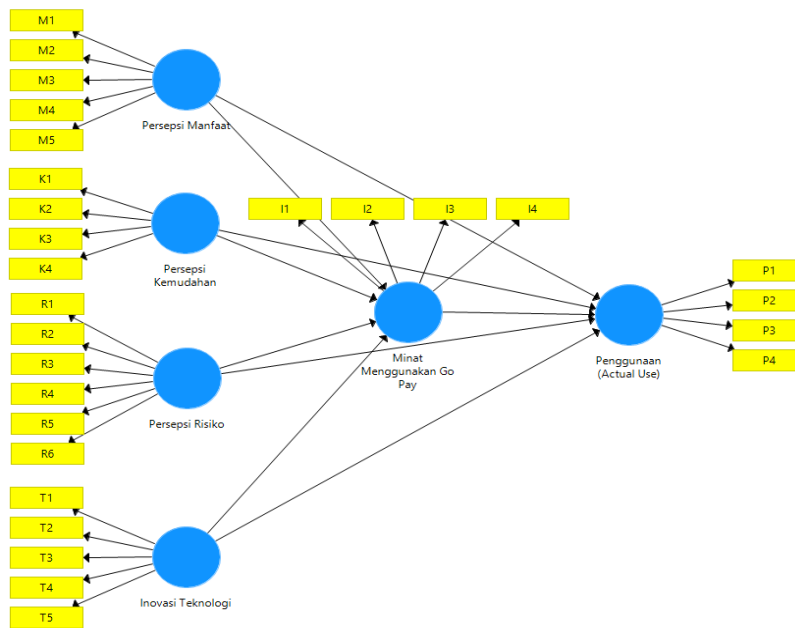 M1
M2
M3
M4
M5
Persepsi Manfaat
K1
K2
K3
K4
Persepsi
Kemudahan
I1
I2
I3
I4
R1
R2
R3
R4
R5
R6
Persepsi Risiko
Minat
Menggunakan Go
Pay
Penggunaan
(Actual Use)
P1
P2
P3
P4
T1
T2
T3
T4
T5
Inovasi Teknologi